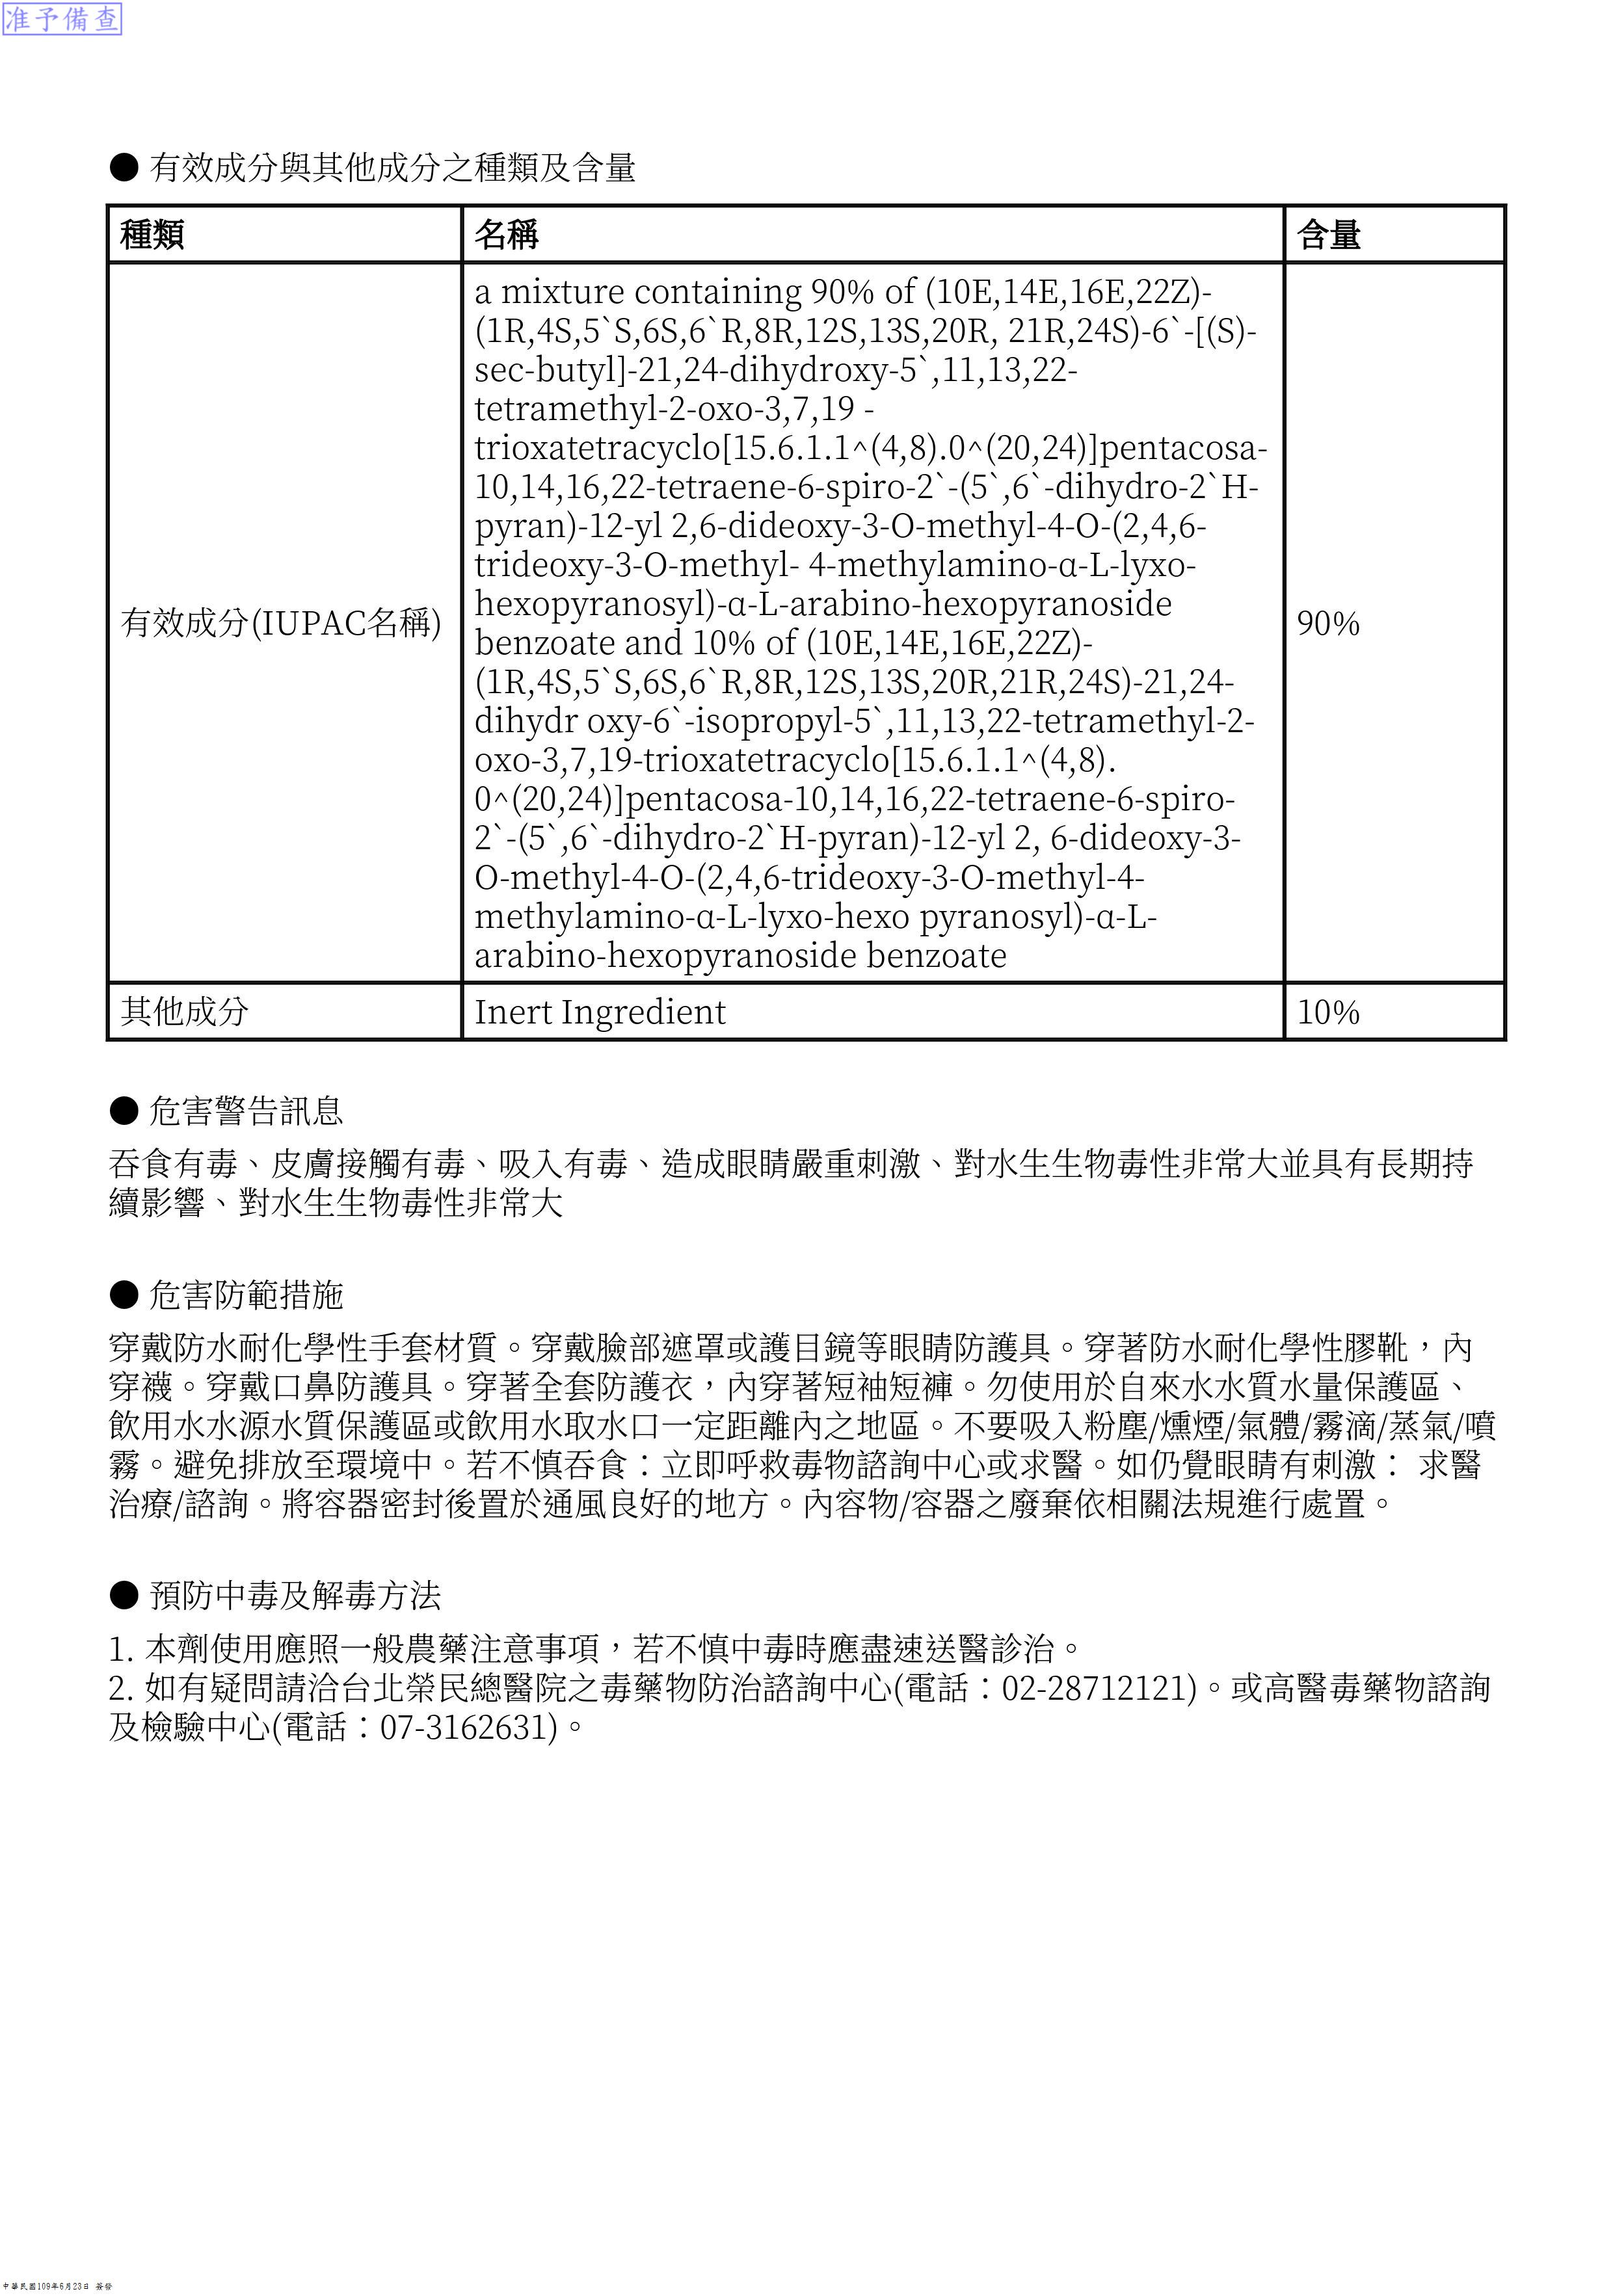 准予備查
● 有效成分與其他成分之種類及含量
種類 名稱 含量
a mixture containing 90% of (10E,14E,16E,22Z)-
(1R,4S,5`S,6S,6`R,8R,12S,13S,20R, 21R,24S)-6`-[(S)-
sec-butyl]-21,24-dihydroxy-5`,11,13,22-
tetramethyl-2-oxo-3,7,19 -
trioxatetracyclo[15.6.1.1^(4,8).0^(20,24)]pentacosa-
10,14,16,22-tetraene-6-spiro-2`-(5`,6`-dihydro-2`H-
pyran)-12-yl 2,6-dideoxy-3-O-methyl-4-O-(2,4,6-
trideoxy-3-O-methyl- 4-methylamino-α-L-lyxo-
hexopyranosyl)-α-L-arabino-hexopyranoside
有效成分(IUPAC名稱) 90%
benzoate and 10% of (10E,14E,16E,22Z)-
(1R,4S,5`S,6S,6`R,8R,12S,13S,20R,21R,24S)-21,24-
dihydr oxy-6`-isopropyl-5`,11,13,22-tetramethyl-2-
oxo-3,7,19-trioxatetracyclo[15.6.1.1^(4,8).
0^(20,24)]pentacosa-10,14,16,22-tetraene-6-spiro-
2`-(5`,6`-dihydro-2`H-pyran)-12-yl 2, 6-dideoxy-3-
O-methyl-4-O-(2,4,6-trideoxy-3-O-methyl-4-
methylamino-α-L-lyxo-hexo pyranosyl)-α-L-
arabino-hexopyranoside benzoate
其他成分 Inert Ingredient 10%
● 危害警告訊息
吞食有毒、皮膚接觸有毒、吸入有毒、造成眼睛嚴重刺激、對水生生物毒性非常大並具有長期持
續影響、對水生生物毒性非常大
● 危害防範措施
穿戴防水耐化學性手套材質。穿戴臉部遮罩或護目鏡等眼睛防護具。穿著防水耐化學性膠靴，內
穿襪。穿戴口鼻防護具。穿著全套防護衣，內穿著短袖短褲。勿使用於自來水水質水量保護區、
飲用水水源水質保護區或飲用水取水口一定距離內之地區。不要吸入粉塵/燻煙/氣體/霧滴/蒸氣/噴
霧。避免排放至環境中。若不慎吞食：立即呼救毒物諮詢中心或求醫。如仍覺眼睛有刺激： 求醫
治療/諮詢。將容器密封後置於通風良好的地方。內容物/容器之廢棄依相關法規進行處置。
● 預防中毒及解毒方法
1. 本劑使用應照一般農藥注意事項，若不慎中毒時應盡速送醫診治。
2. 如有疑問請洽台北榮民總醫院之毒藥物防治諮詢中心(電話：02-28712121)。或高醫毒藥物諮詢
及檢驗中心(電話：07-3162631)。
中華民國109年6月23日 簽發